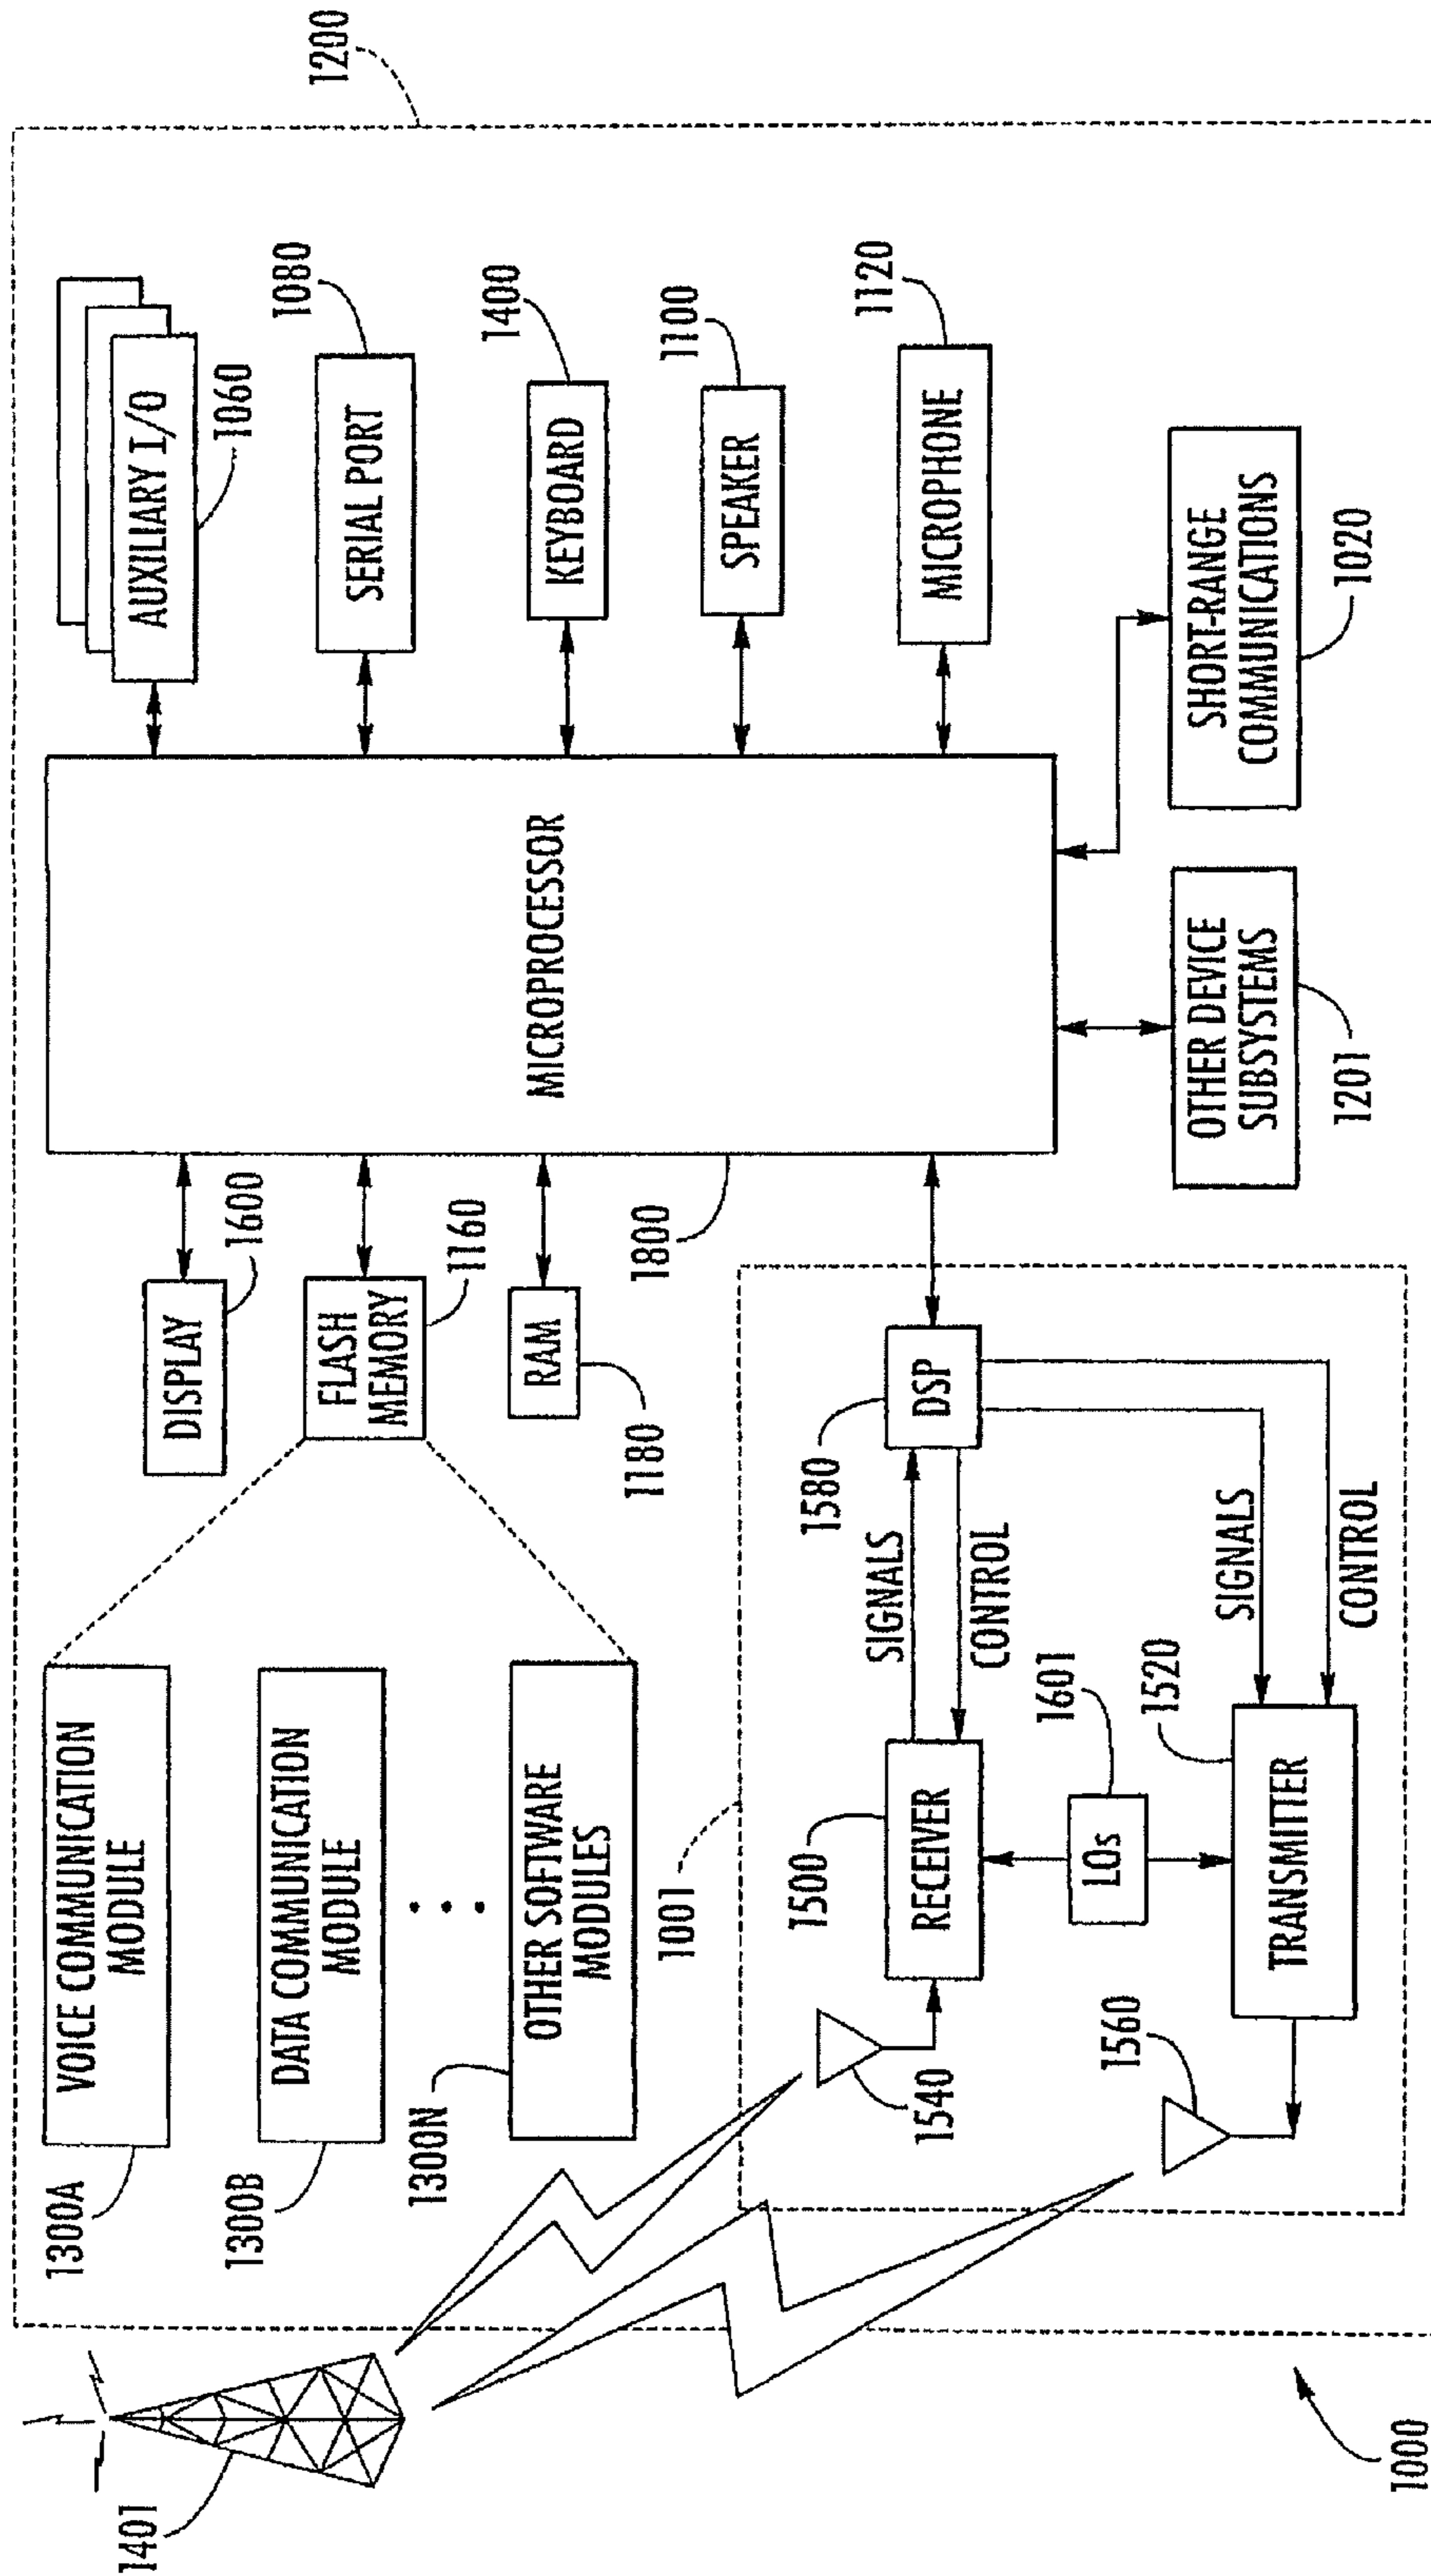 1200
AUXILIARY I/O
1060
SERIAL PORT
1080
KEYBOARD
1400
SPEAKER
1100
MICROPHONE
1120
SHORT-RANGE
COMMUNICATIONS
1020
MICROPROCESSOR
1800
OTHER DEVICE
SUBSYSTEMS
1201
DISPLAY
1600
FLASH
MEMORY
1160
RAM
1180
VOICE COMMUNICATION
MODULE
1300A
DATA COMMUNICATION
MODULE
1300B
OTHER SOFTWARE
MODULES
1300N
1001
DSP
1580
SIGNALS
CONTROL
SIGNALS
CONTROL
RECEIVER
1500
LOs
1601
TRANSMITTER
1520
1540
1560
1401
1000